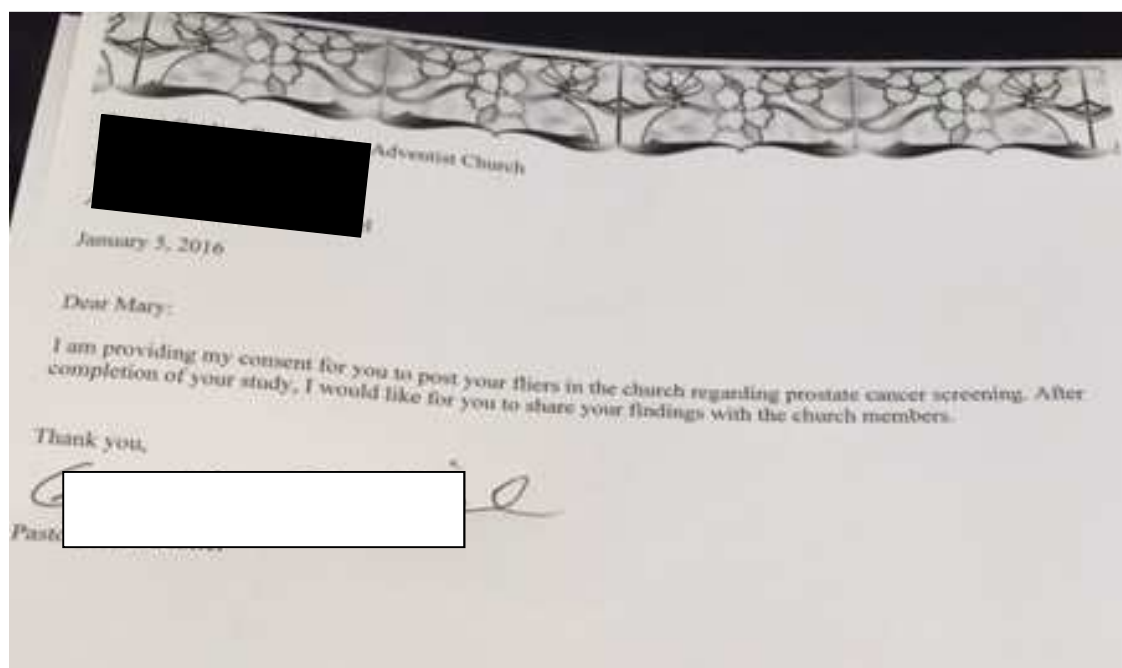 Adventist Church
January 5, 2016
Dear Mary:
I am providing my consent for you to post your fliers in the church regarding prostate cancer screening. After
completion of your study, I would like for you to share your findings with the church members.
Thank you,